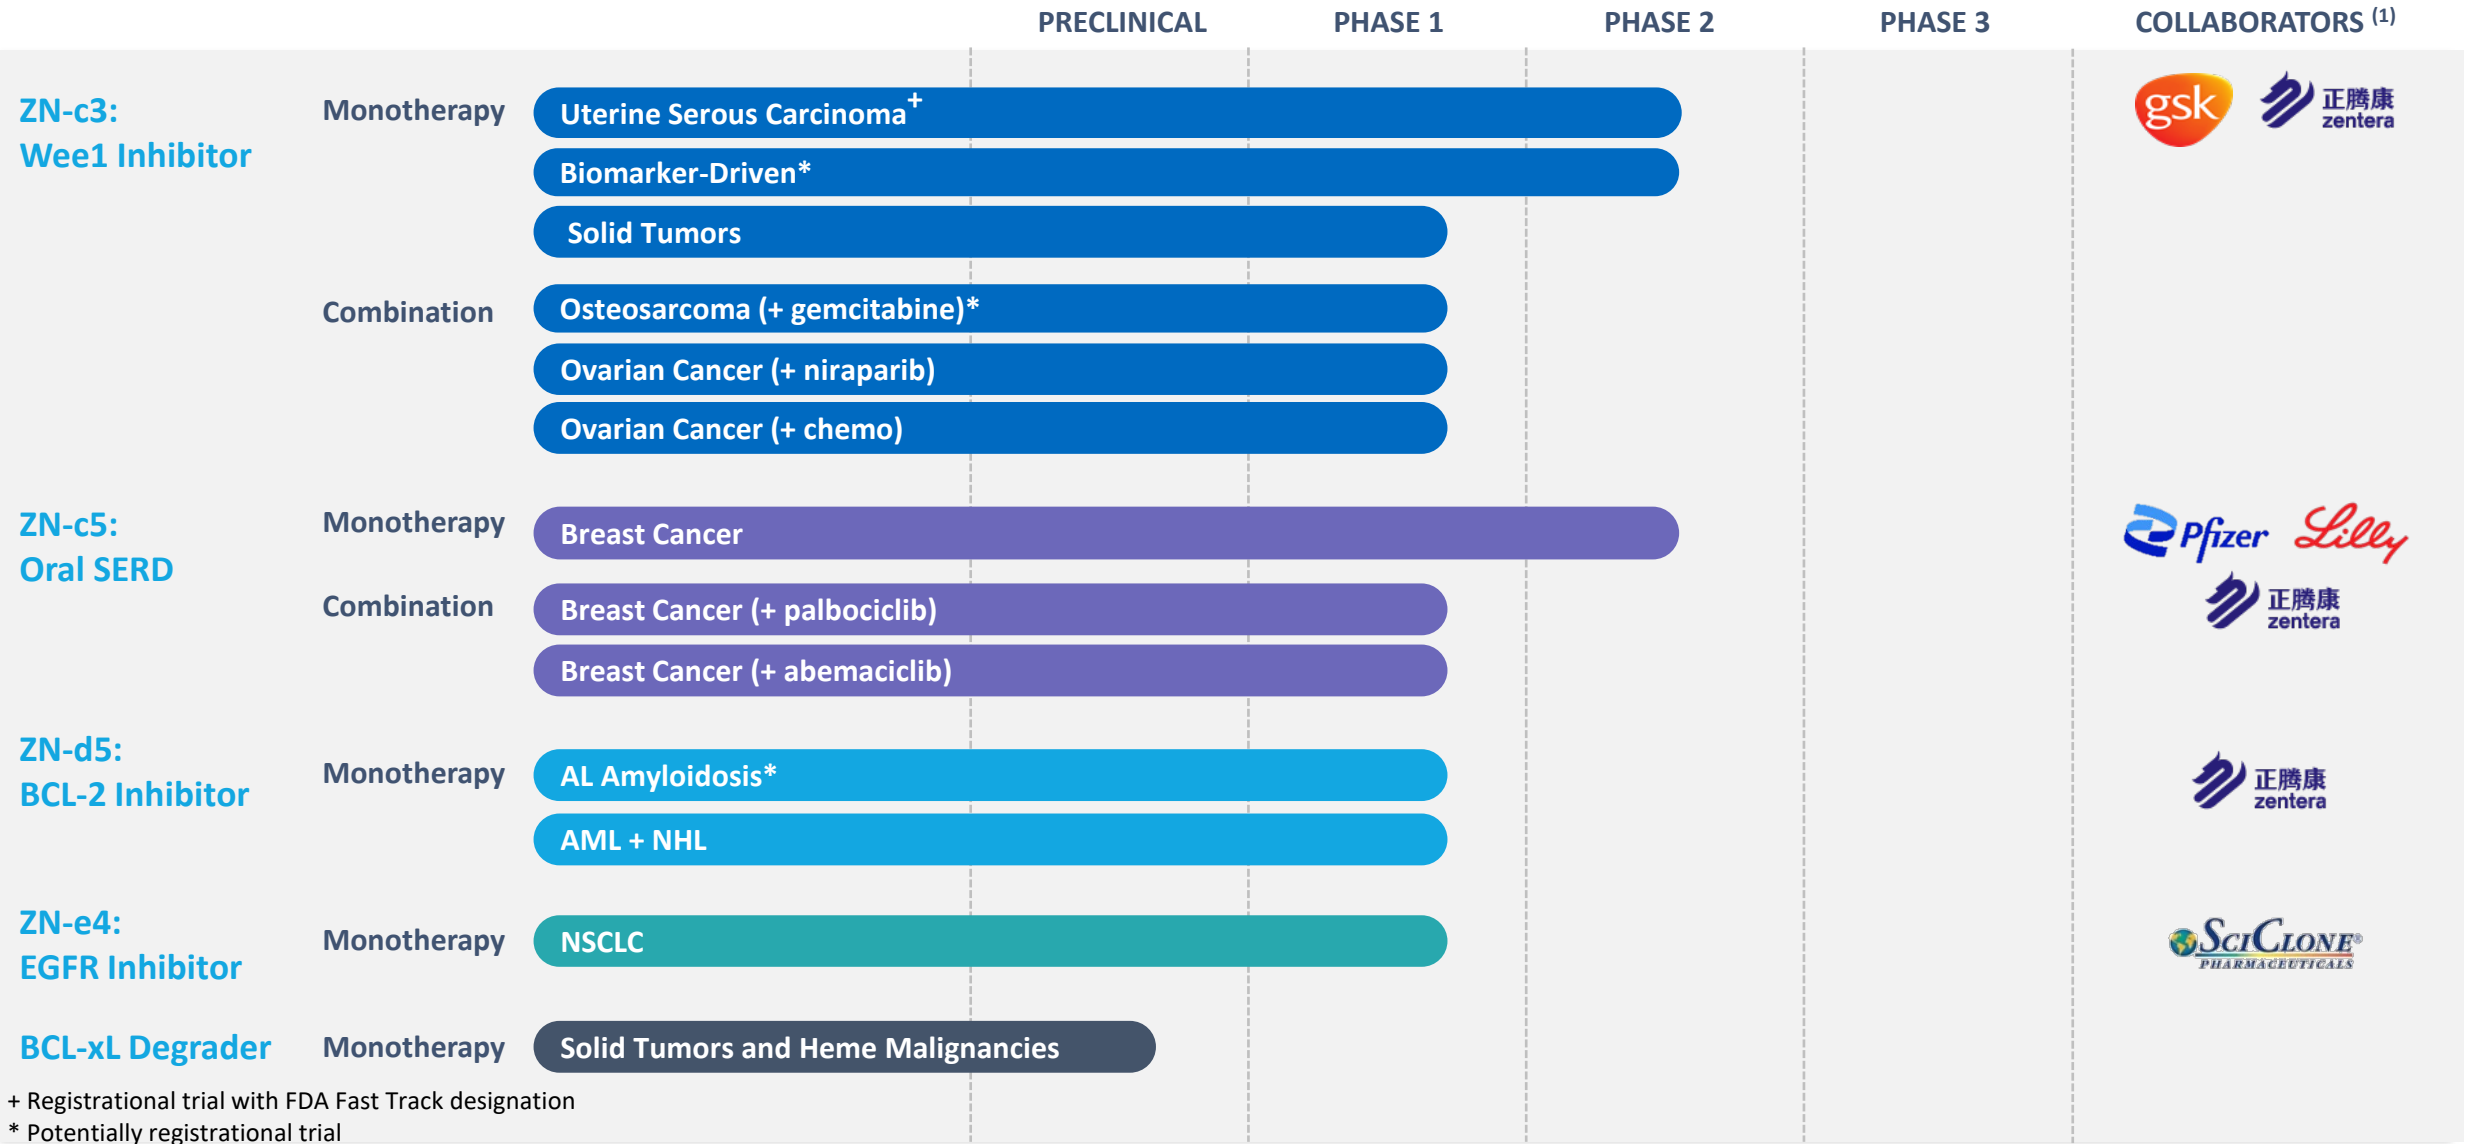 PRECLINICAL PHASE 1 PHASE 2 PHASE 3 COLLABORATORS (1)
ZN-c3:
Wee1 Inhibitor
Monotherapy
Uterine Serous Carcinoma+
Biomarker-Driven*
Solid Tumors
gsk
正腾康
zentera
Combination
Osteosarcoma (+ gemcitabine)*
Ovarian Cancer (+ niraparib)
Ovarian Cancer (+ chemo)
ZN-c5:
Oral SERD
Monotherapy
Breast Cancer
Pfizer
Lilly
Combination
Breast Cancer (+ palbociclib)
Breast Cancer (+ abemaciclib)
正腾康
zentera
ZN-d5:
BCL-2 Inhibitor
Monotherapy
AL Amyloidosis*
AML + NHL
正腾康
zentera
ZN-e4:
EGFR Inhibitor
Monotherapy
NSCLC
SCICLONE®
PHARMACEUTICALS
BCL-xL Degrader
Monotherapy
Solid Tumors and Heme Malignancies
+ Registrational trial with FDA Fast Track designation
* Potentially registrational trial